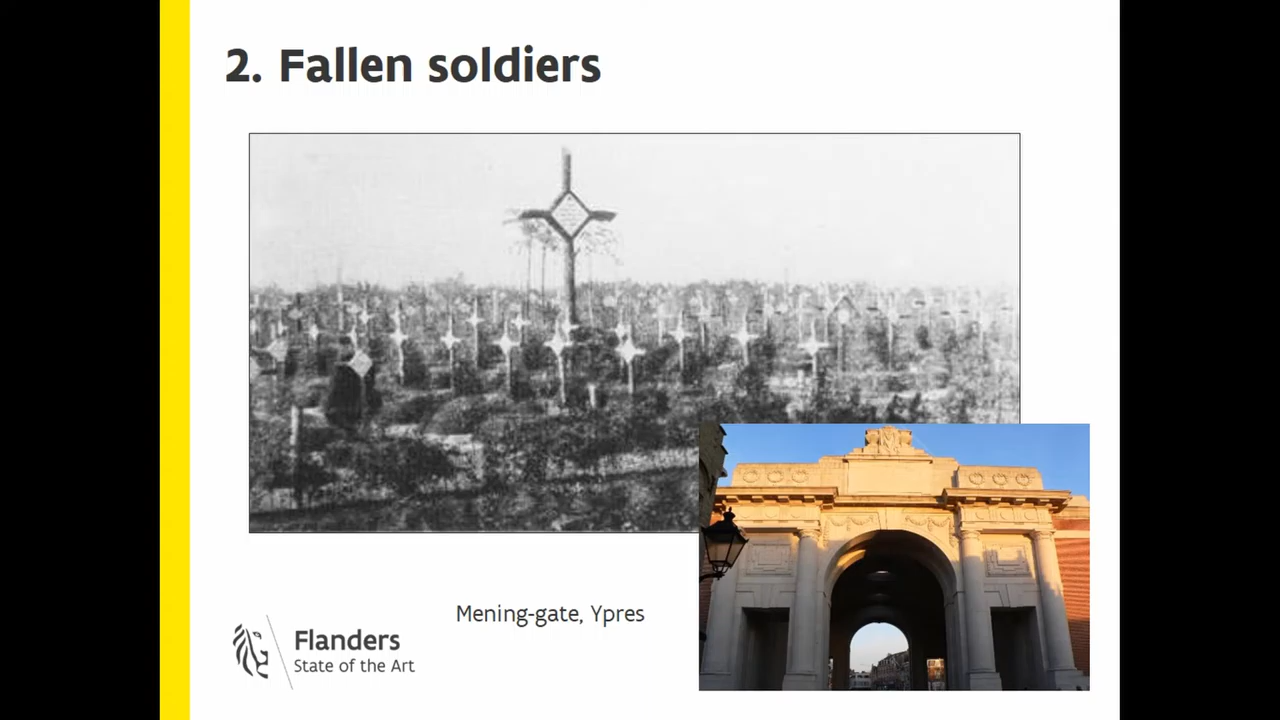 2. Fallen soldiers
Mening-gate, Ypres
Flanders
State of the Art